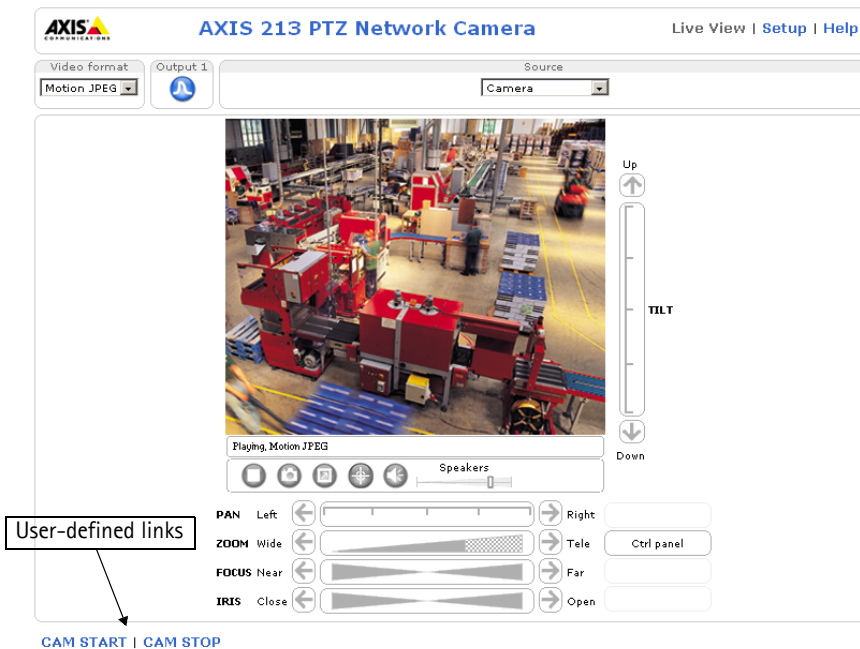 AXIS
COMMUNICATIONS
AXIS 213 PTZ Network Camera
Live View | Setup | Help
Video format
Output 1
Source
Motion JPEG
Camera
Up
TILT
Down
Playing, Motion JPEG
Speakers
PAN Left Right
User-defined links
ZOOM Wide Tele Ctrl panel
FOCUS Near Far
IRIS Close Open
CAM START | CAM STOP